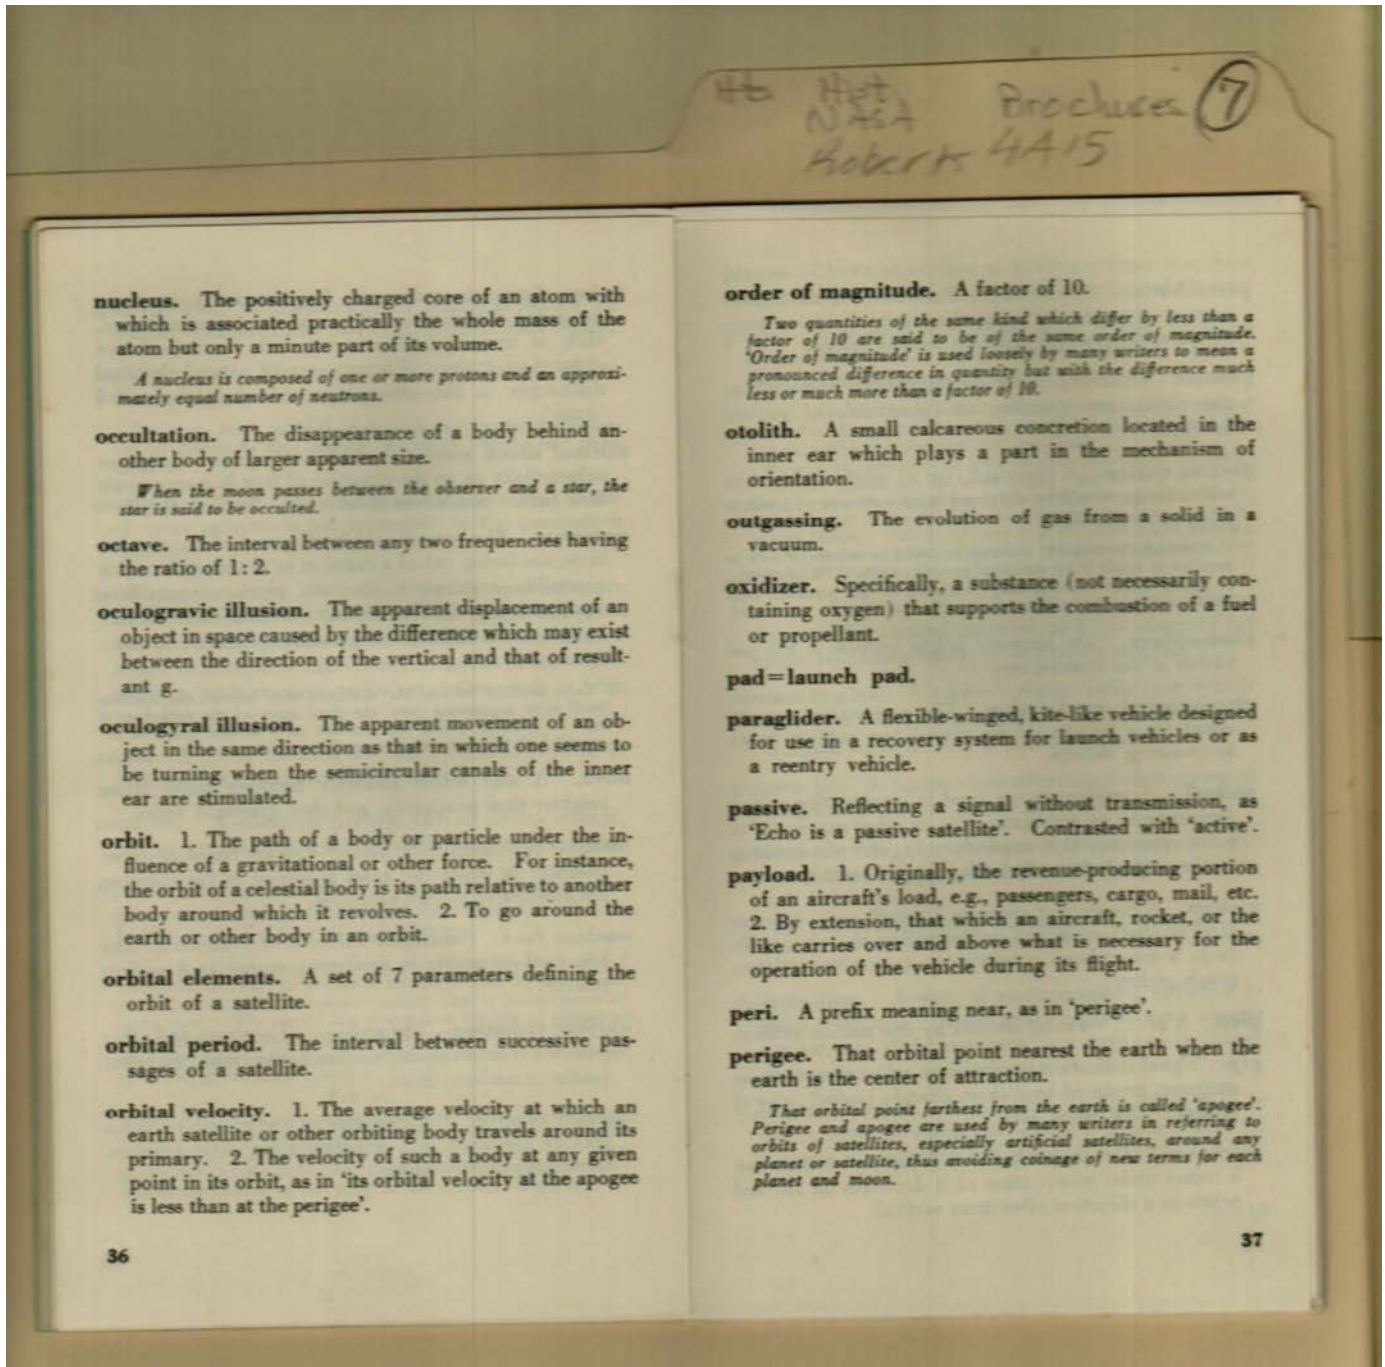 Hst Brochures 7
NASA
Roberts 4A15
nucleus. The positively charged core of an atom with
which is associated practically the whole mass of the
atom but only a minute part of its volume.
A nucleus is composed of one or more protons and an approxi-
mately equal number of neutrons.
occultation. The disappearance of a body behind an-
other body of larger apparent size.
When the moon passes between the observer and a star, the
star is said to be occulted.
octave. The interval between any two frequencies having
the ratio of 1: 2.
oculogravic illusion. The apparent displacement of an
object in space caused by the difference which may exist
between the direction of the vertical and that of result-
ant g.
oculogyral illusion. The apparent movement of an ob-
ject in the same direction as that in which one seems to
be turning when the semicircular canals of the inner
ear are stimulated.
orbit. 1. The path of a body or particle under the in-
fluence of a gravitational or other force. For instance,
the orbit of a celestial body is its path relative to another
body around which it revolves. 2. To go around the
earth or other body in an orbit.
orbital elements. A set of 7 parameters defining the
orbit of a satellite.
orbital period. The interval between successive pas-
sages of a satellite.
orbital velocity. 1. The average velocity at which an
earth satellite or other orbiting body travels around its
primary. 2. The velocity of such a body at any given
point in its orbit, as in 'its orbital velocity at the apogee
is less than at the perigee'.
36
order of magnitude. A factor of 10.
Two quantities of the same kind which differ by less than a
factor of 10 are said to be of the same order of magnitude.
'Order of magnitude' is used loosely by many writers to mean a
pronounced difference in quantity but with the difference much
less or much more than a factor of 10.
otolith. A small calcareous concretion located in the
inner ear which plays a part in the mechanism of
orientation.
outgassing. The evolution of gas from a solid in a
vacuum.
oxidizer. Specifically, a substance (not necessarily con-
taining oxygen) that supports the combustion of a fuel
or propellant.
pad=launch pad.
paraglider. A flexible-winged, kite-like vehicle designed
for use in a recovery system for launch vehicles or as
a reentry vehicle.
passive. Reflecting a signal without transmission, as
'Echo is a passive satellite'. Contrasted with 'active'.
payload. 1. Originally, the revenue-producing portion
of an aircraft's load, e.g., passengers, cargo, mail, etc.
2. By extension, that which an aircraft, rocket, or the
like carries over and above what is necessary for the
operation of the vehicle during its flight.
peri. A prefix meaning near, as in 'perigee'.
perigee. That orbital point nearest the earth when the
earth is the center of attraction.
That orbital point farthest from the earth is called 'apogee'.
Perigee and apogee are used by many writers in referring to
orbits of satellites, especially artificial satellites, around any
planet or satellite, thus avoiding coinage of new terms for each
planet and moon.
37